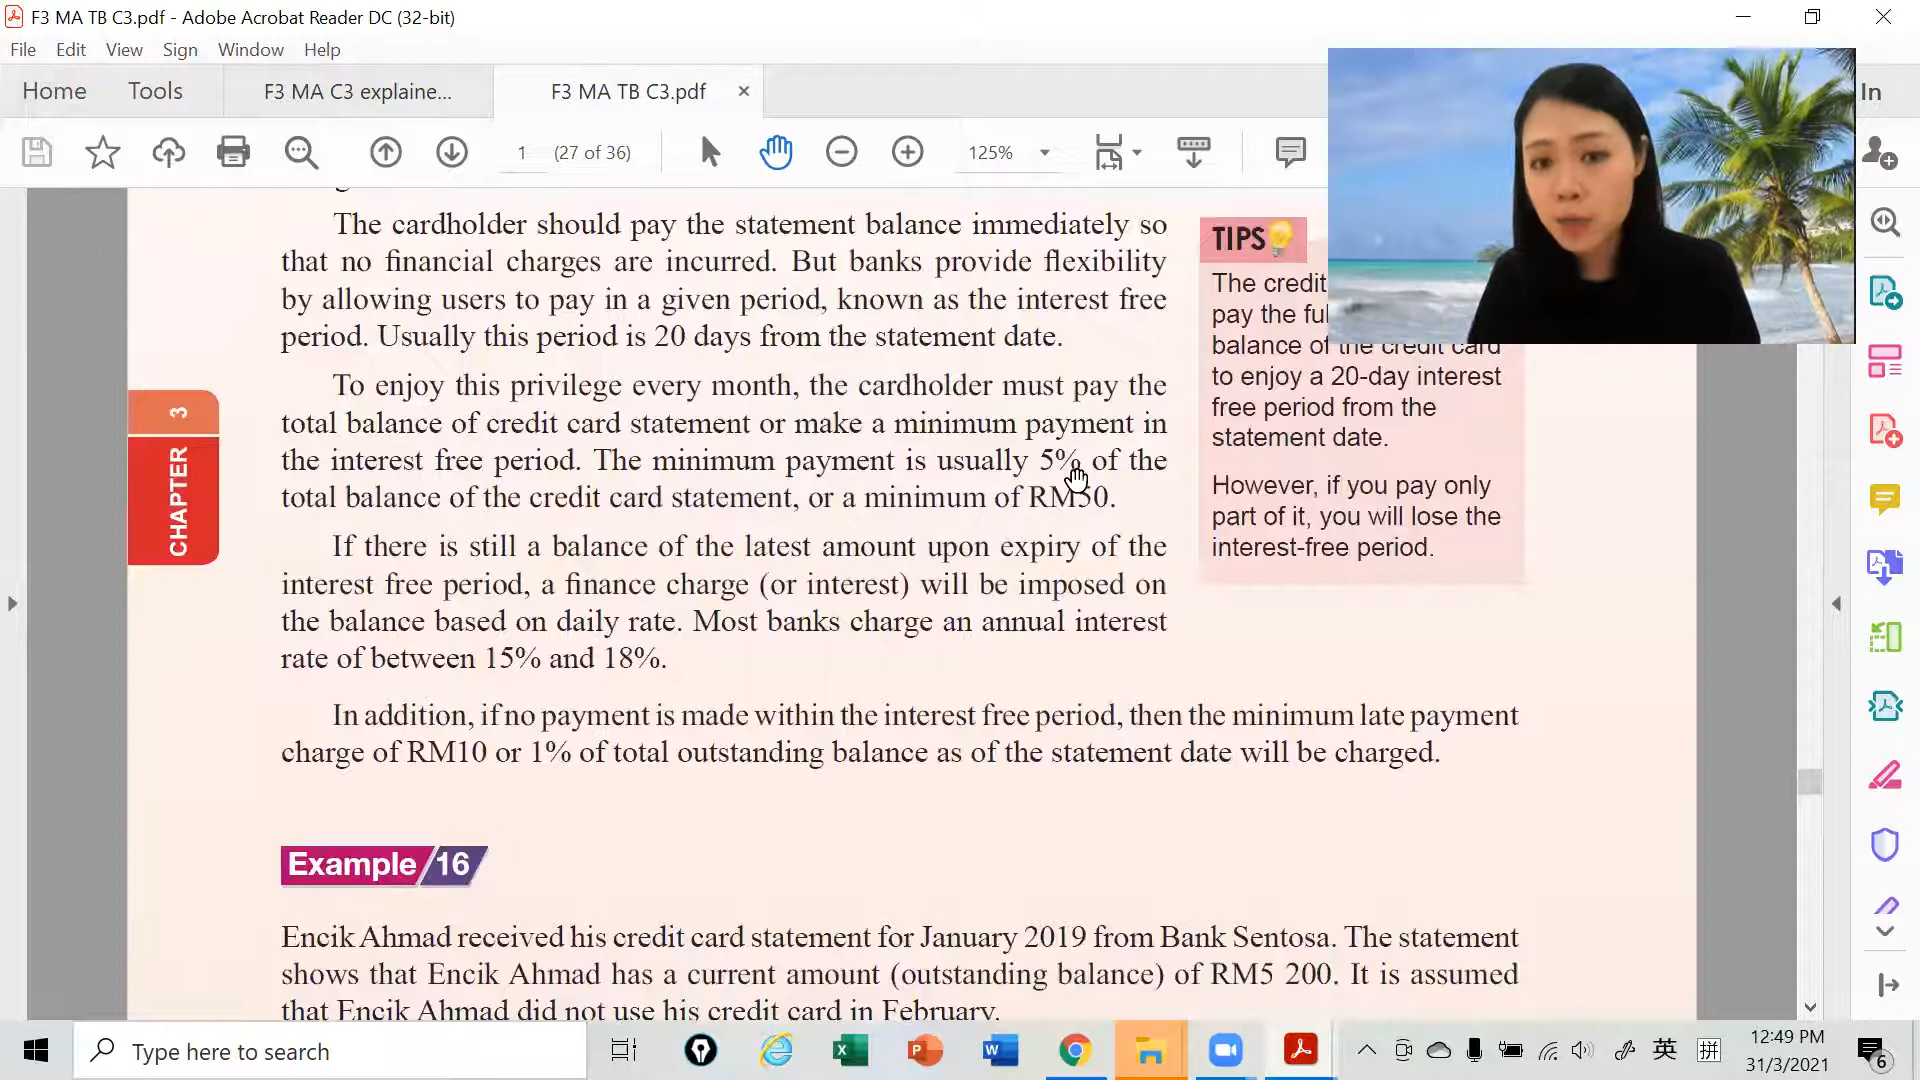 F3 MA TB C3.pdf - Adobe Acrobat Reader DC (32-bit)
File Edit View Sign Window Help
Home Tools F3 MA C3 explaine... F3 MA TB C3.pdf × In
1 (27 of 36) 125%
The cardholder should pay the statement balance immediately so
that no financial charges are incurred. But banks provide flexibility
by allowing users to pay in a given period, known as the interest free
period. Usually this period is 20 days from the statement date.
To enjoy this privilege every month, the cardholder must pay the
total balance of credit card statement or make a minimum payment in
the interest free period. The minimum payment is usually 5% of the
total balance of the credit card statement, or a minimum of RM50.
If there is still a balance of the latest amount upon expiry of the
interest free period, a finance charge (or interest) will be imposed on
the balance based on daily rate. Most banks charge an annual interest
rate of between 15% and 18%.
TIPS
The credit
pay the
balance of the credit card
to enjoy a 20-day interest
free period from the
statement date.
However, if you pay only
part of it, you will lose the
interest-free period.
CHAPTER 3
In addition, if no payment is made within the interest free period, then the minimum late payment
charge of RM10 or 1% of total outstanding balance as of the statement date will be charged.
Example 16
Encik Ahmad received his credit card statement for January 2019 from Bank Sentosa. The statement
shows that Encik Ahmad has a current amount (outstanding balance) of RM5 200. It is assumed
that Encik Ahmad did not use his credit card in February.
Type here to search
英 拼
12:49 PM
31/3/2021
6